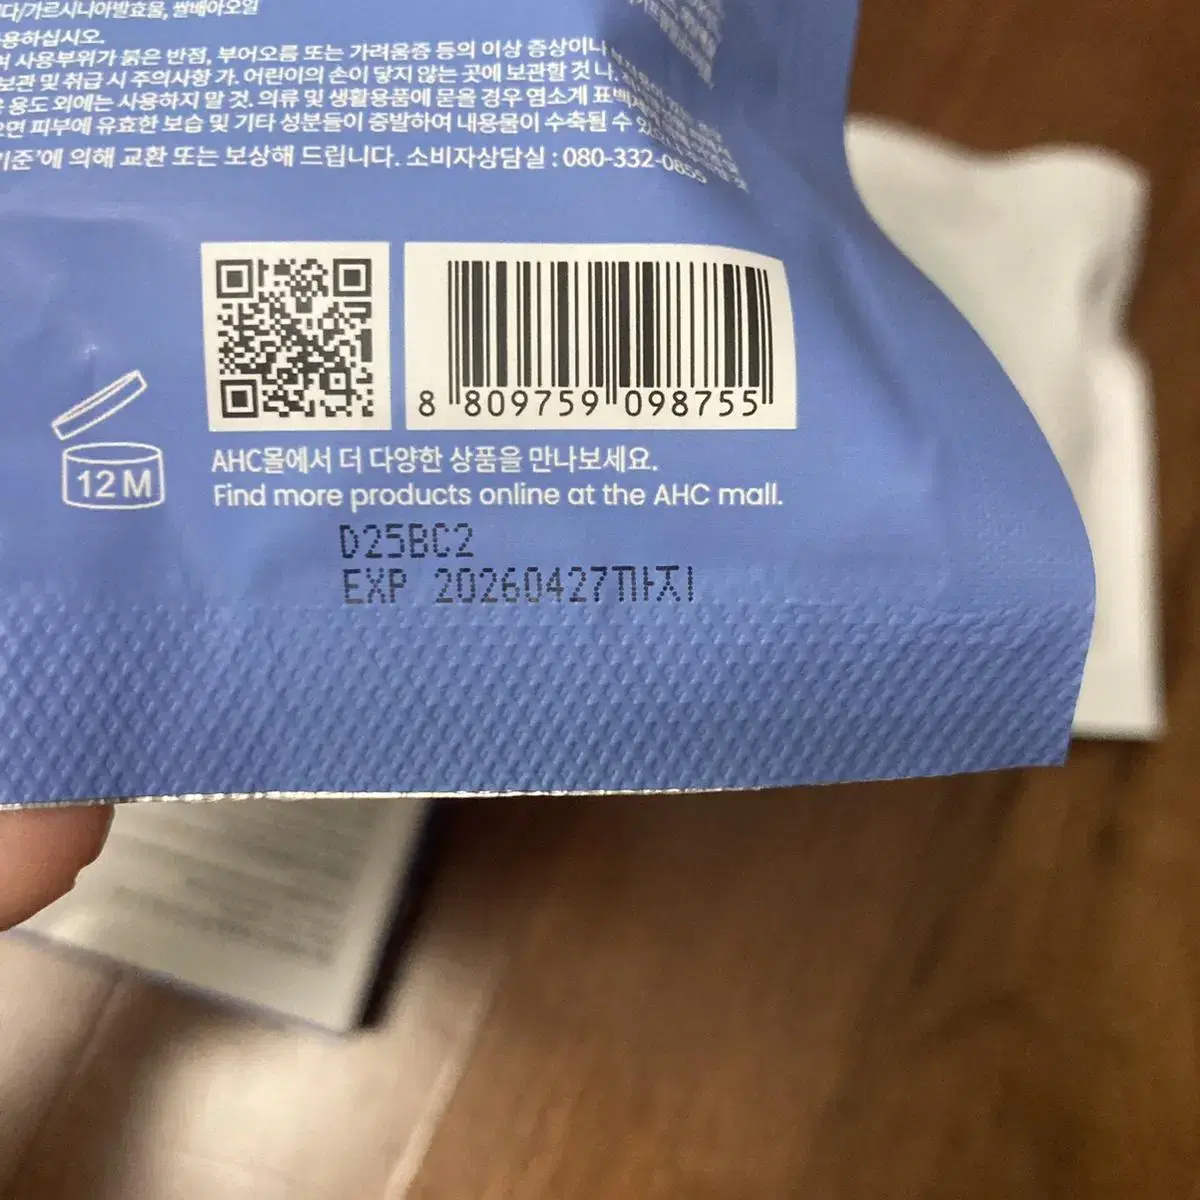 다/가르시니아발효물, 쌀배아오일
용하십시오.
사용부위가 붉은 반점, 부어오름 또는 가려움증 등의 이상 증상이나
보관 및 취급 시 주의사항 가. 어린이의 손이 닿지 않는 곳에 보관할 것 나.
용도 외에는 사용하지 말 것. 의류 및 생활용품에 묻을 경우 염소계 표백
면 피부에 유효한 보습 및 기타 성분들이 증발하여 내용물이 수축될 수
기준'에 의해 교환 또는 보상해 드립니다. 소비자상담실 : 080-332-0855
8 809759 098755
12M
AHC몰에서 더 다양한 상품을 만나보세요.
Find more products online at the AHC mall.
D25BC2
EXP 20260427까지